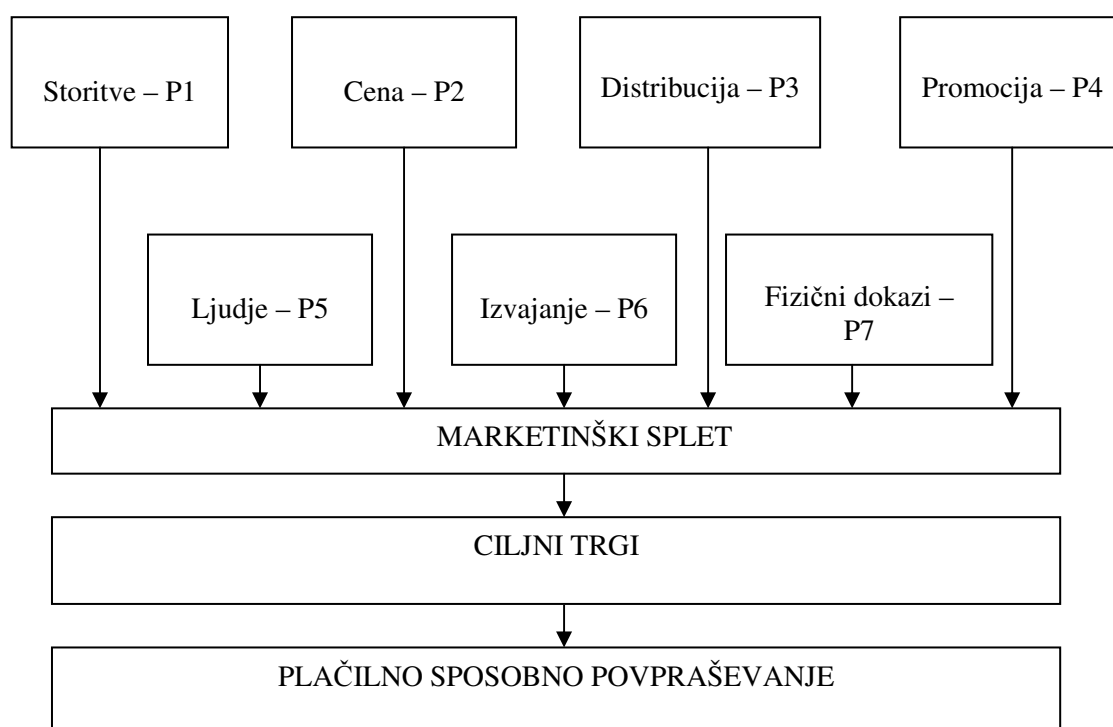 Storitve – P1
Cena – P2
Distribucija – P3
Promocija – P4
Ljudje – P5
Izvajanje – P6
Fizični dokazi –
P7
MARKETINŠKI SPLET
CILJNI TRGI
PLAČILNO SPOSOBNO POVPRAŠEVANJE